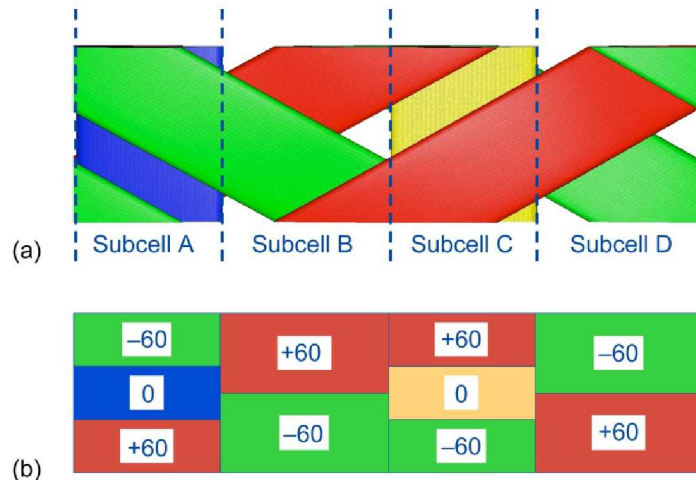 Subcell A Subcell B Subcell C Subcell D
(a)
–60 +60 +60 –60
0 0
+60 –60 –60 +60
(b)